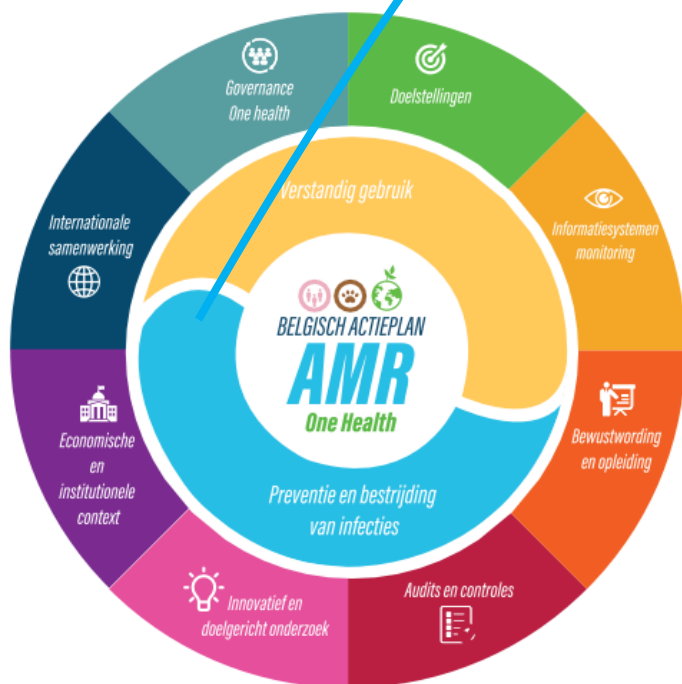 Governance
One health
Doelstellingen
Informatiesystemen
monitoring
Bewustwording
en opleiding
Audits en controles
Innovatief en
doelgericht onderzoek
Economische
en
institutionele
context
Internationale
samenwerking
Verstandig gebruik
BELGISCH ACTIEPLAN
AMR
One Health
Preventie en bestrijding
van infecties